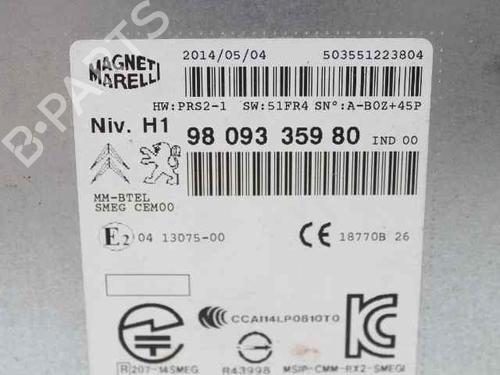 MAGNETI
MARELLI
2014/05/04 503551223804
HW:PRS2-1 SW:51FR4 SN°:A-B0Z+45P
Niv. H1 98 093 359 80 IND 00
MM-BTEL
SMEG CEM00
E2 04 13075-00 CE 18770B 26
CCAI14LP0810T0
R 207-14SMEG R43998 MSIP-CMM-RX2-SMEGI
B-PARTS